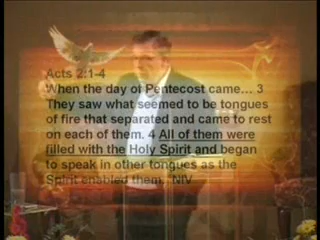 Acts 2:1-4
When the day of Pentecost came... 3
They saw what seemed to be tongues
of fire that separated and came to rest
on each of them. 4 All of them were
filled with the Holy Spirit and began
to speak in other tongues as the
Spirit enabled them. NIV